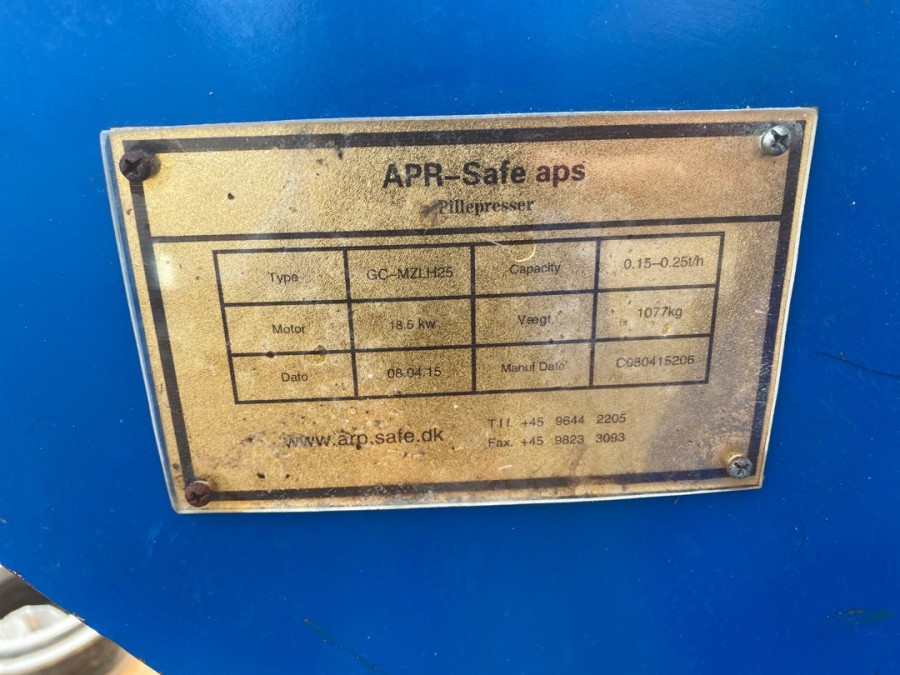 APR-Safe aps
Pillepresser
Type GC-MZLH25 Capacity 0.15-0.25t/h
Motor 18.5 kw Vægt 1077kg
Dato 08.04.15 Manuf Date C080415206
www.arp.safe.dk
Tlf. +45 9644 2205
Fax. +45 9823 3093